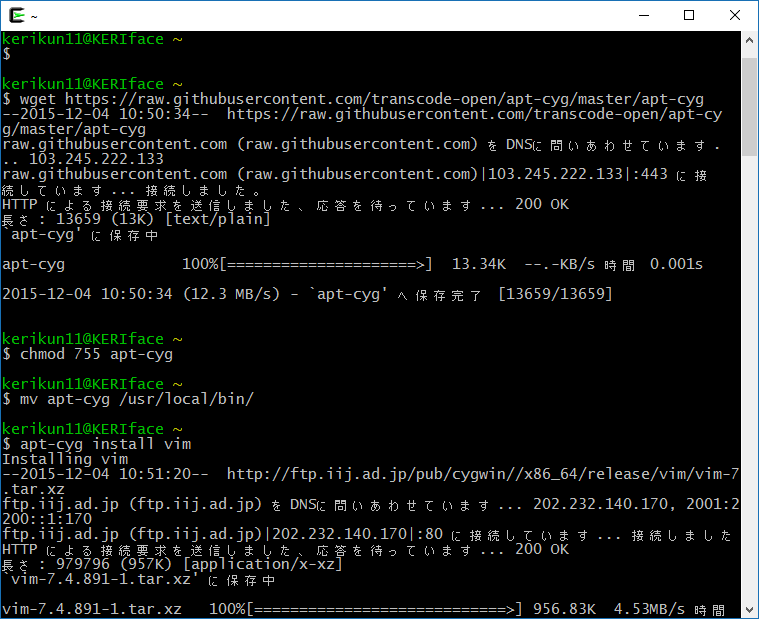 ~
kerikun11@KERIface ~
$
kerikun11@KERIface ~
$ wget https://raw.githubusercontent.com/transcode-open/apt-cyg/master/apt-cyg
--2015-12-04 10:50:34--  https://raw.githubusercontent.com/transcode-open/apt-cy
g/master/apt-cyg
raw.githubusercontent.com (raw.githubusercontent.com) をDNSに問いあわせています.
.. 103.245.222.133
raw.githubusercontent.com (raw.githubusercontent.com)|103.245.222.133|:443 に接
続しています... 接続しました。
HTTP による接続要求を送信しました、応答を待っています... 200 OK
長さ: 13659 (13K) [text/plain]
`apt-cyg' に保存中
apt-cyg             100%[=====================>]  13.34K  --.-KB/s 時間 0.001s
2015-12-04 10:50:34 (12.3 MB/s) - `apt-cyg' へ保存完了 [13659/13659]
kerikun11@KERIface ~
$ chmod 755 apt-cyg
kerikun11@KERIface ~
$ mv apt-cyg /usr/local/bin/
kerikun11@KERIface ~
$ apt-cyg install vim
Installing vim
--2015-12-04 10:51:20--  http://ftp.iij.ad.jp/pub/cygwin//x86_64/release/vim/vim-7
.tar.xz
ftp.iij.ad.jp (ftp.iij.ad.jp) をDNSに問いあわせています... 202.232.140.170, 2001:2
200::1:170
ftp.iij.ad.jp (ftp.iij.ad.jp)|202.232.140.170|:80 に接続しています... 接続しました
HTTP による接続要求を送信しました、応答を待っています... 200 OK
長さ: 979796 (957K) [application/x-xz]
`vim-7.4.891-1.tar.xz' に保存中
vim-7.4.891-1.tar.xz   100%[============================>] 956.83K  4.53MB/s 時間